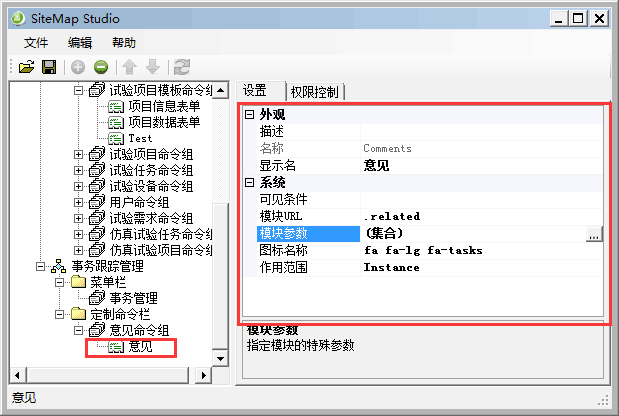 SiteMap Studio
文件 编辑 帮助
试验项目模板命令组
项目信息表单
项目数据表单
Test
试验项目命令组
试验任务命令组
试验设备命令组
用户命令组
试验需求命令组
仿真试验任务命令组
仿真试验项目命令组
事务跟踪管理
菜单栏
事务管理
定制命令栏
意见命令组
意见
设置 权限控制
外观
描述
名称 Comments
显示名 意见
系统
可见条件
模块URL .related
模块参数 (集合) ...
图标名称 fa fa-lg fa-tasks
作用范围 Instance
模块参数
指定模块的特殊参数
意见